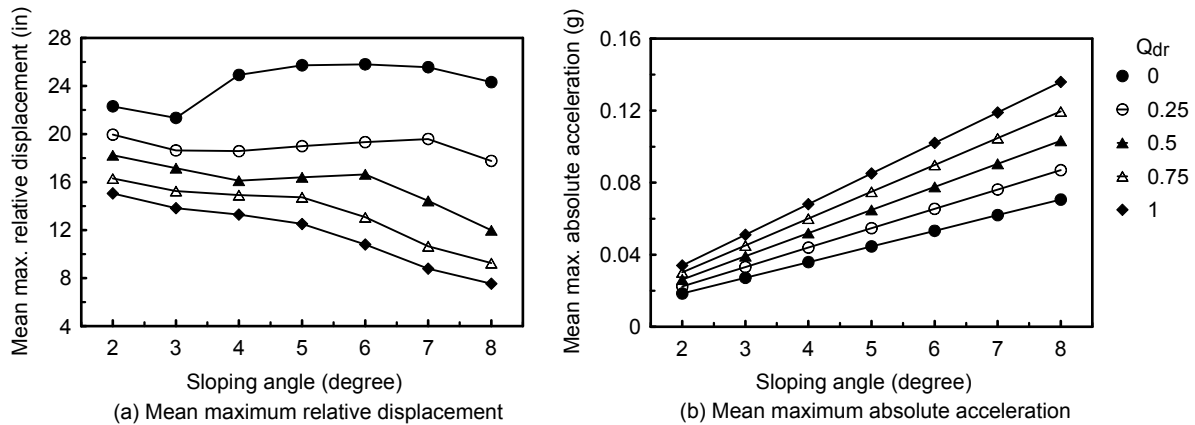 Mean max. relative displacement (in)
28
24
20
16
12
8
4
2 3 4 5 6 7 8
Sloping angle (degree)
(a) Mean maximum relative displacement
Mean max. absolute acceleration (g)
0.16
0.12
0.08
0.04
0
2 3 4 5 6 7 8
Sloping angle (degree)
(b) Mean maximum absolute acceleration
Qdr
0
0.25
0.5
0.75
1